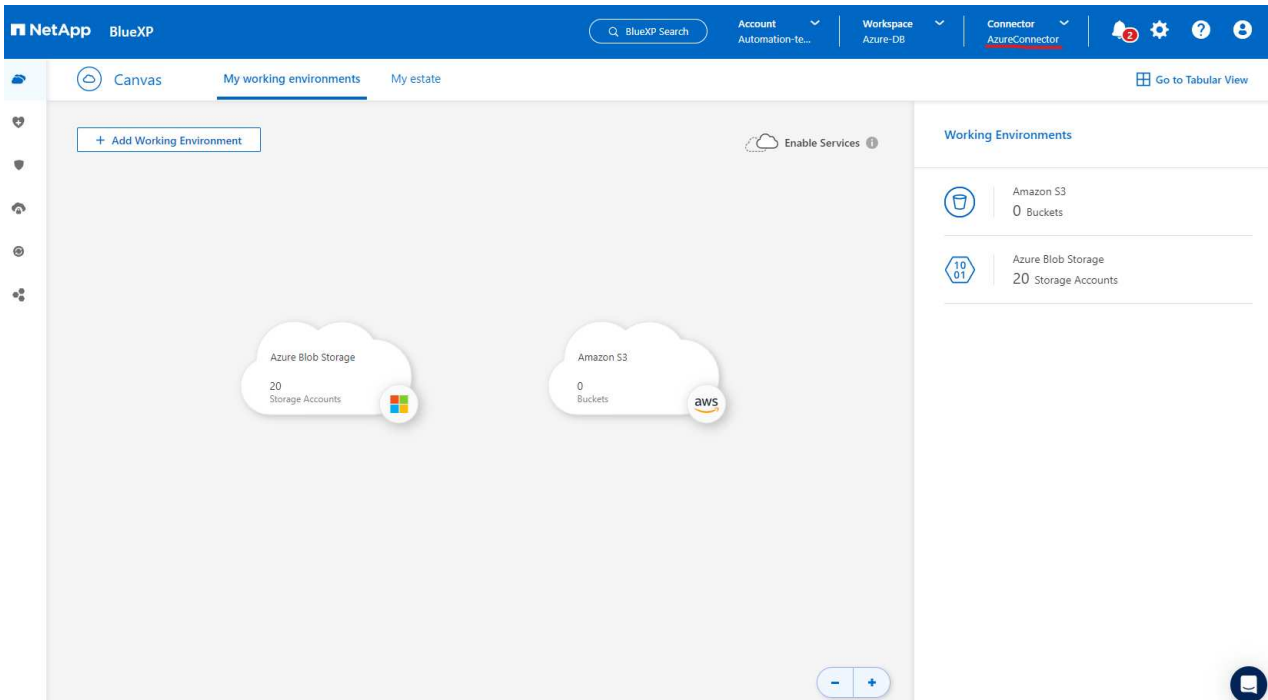 NetApp BlueXP
BlueXP Search
Account
Automation-te...
Workspace
Azure-DB
Connector
AzureConnector
2
Canvas
My working environments
My estate
Go to Tabular View
+ Add Working Environment
Enable Services
Working Environments
Amazon S3
0 Buckets
10
01
Azure Blob Storage
20 Storage Accounts
Azure Blob Storage
20
Storage Accounts
Amazon S3
0
Buckets
aws
- +